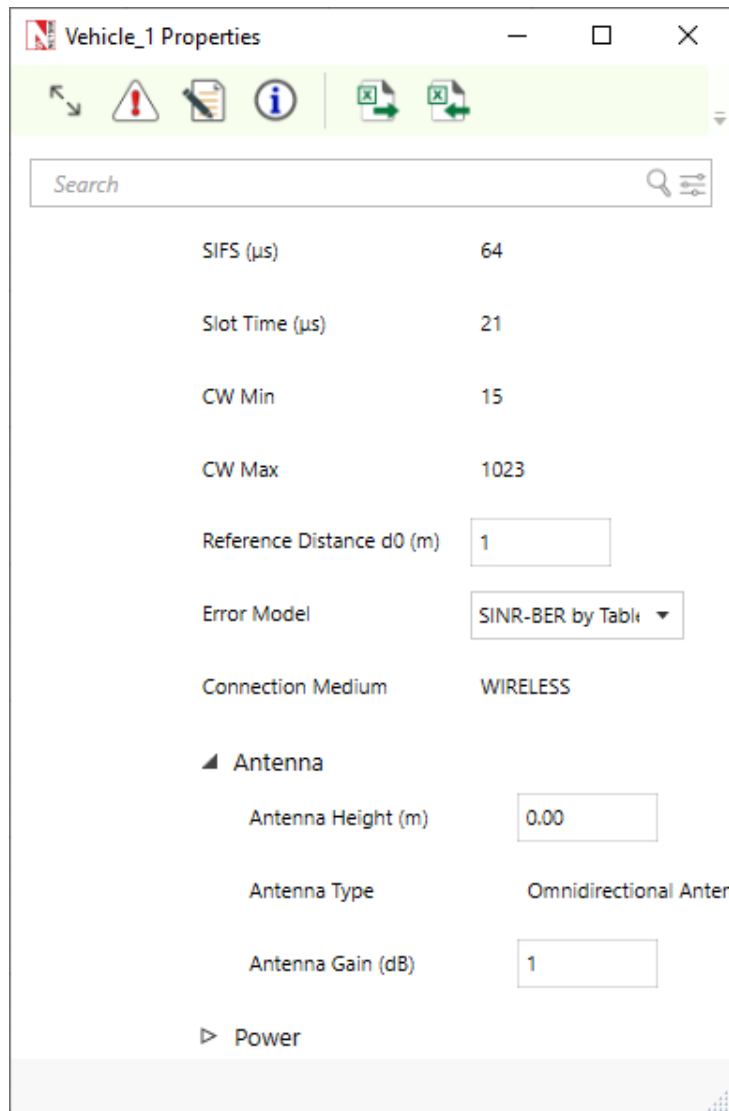 NETSIM
Vehicle_1 Properties
Search
SIFS (µs) 64
Slot Time (µs) 21
CW Min 15
CW Max 1023
Reference Distance d0 (m) 1
Error Model SINR-BER by Table
Connection Medium WIRELESS
Antenna
Antenna Height (m) 0.00
Antenna Type Omnidirectional Anter
Antenna Gain (dB) 1
Power